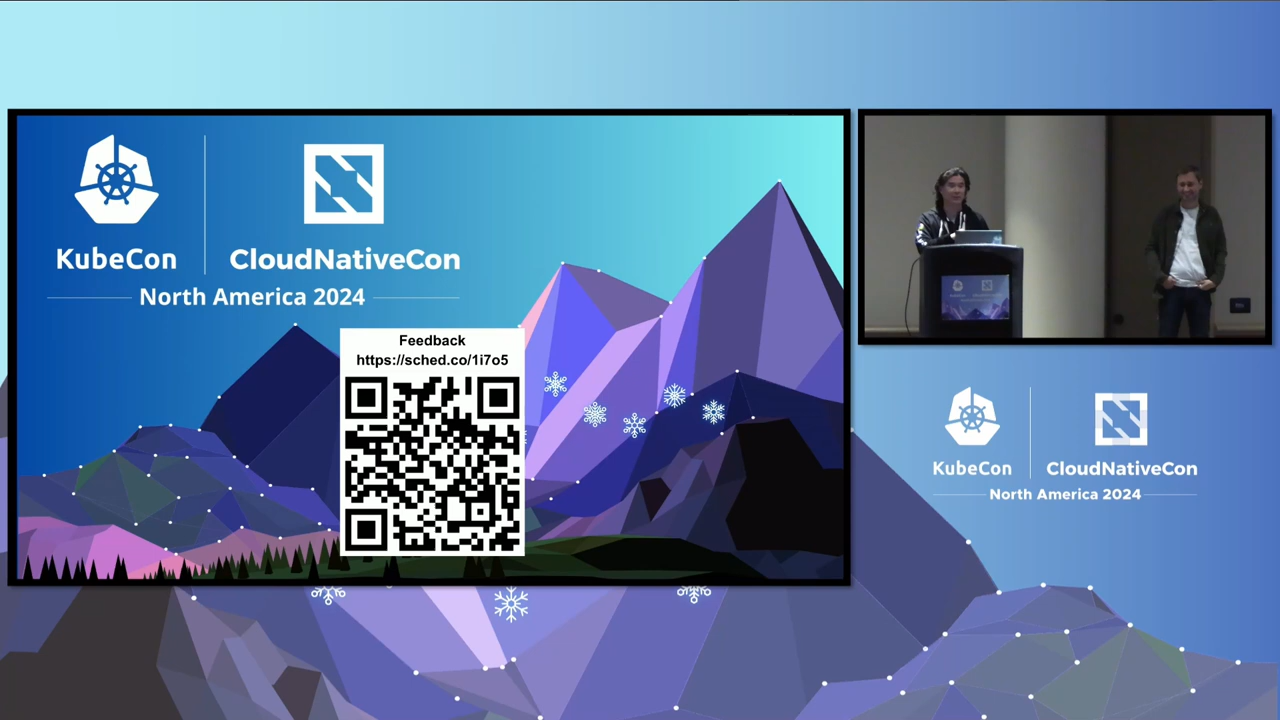 KubeCon
CloudNativeCon
North America 2024
Feedback
https://sched.co/1i7o5
KubeCon
CloudNativeCon
North America 2024